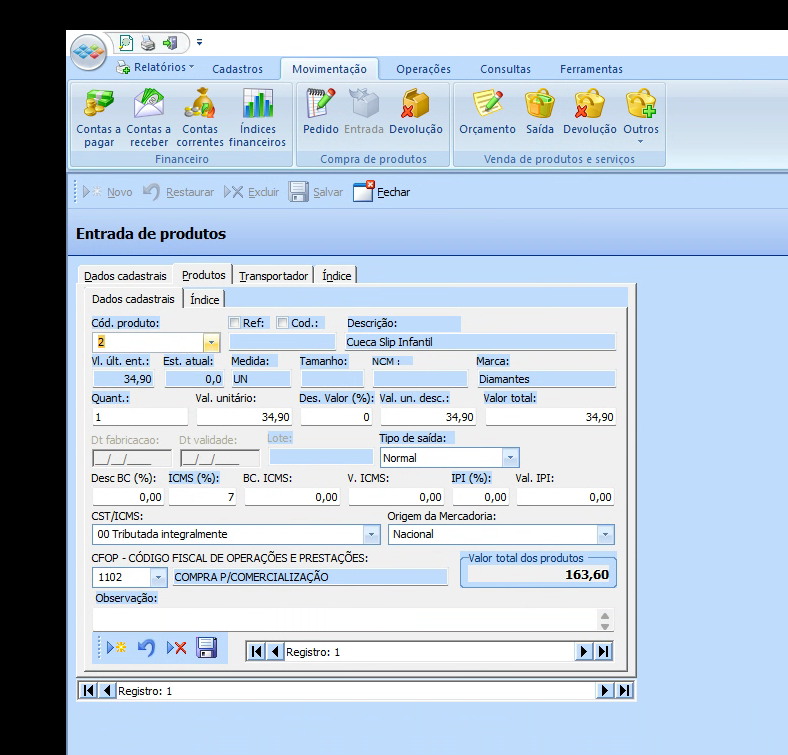 Relatórios Cadastros Movimentação Operações Consultas Ferramentas
Contas a pagar Contas a receber Contas correntes Índices financeiros Pedido Entrada Devolução Orçamento Saída Devolução Outros
Financeiro Compra de produtos Venda de produtos e serviços
Novo Restaurar Excluir Salvar Fechar
Entrada de produtos
Dados cadastrais Produtos Transportador Índice
Dados cadastrais Índice
Cód. produto: Ref: Cod.: Descrição:
2 Cueca Slip Infantil
Vl. últ. ent.: Est. atual: Medida: Tamanho: NCM : Marca:
34,90 0,0 UN Diamantes
Quant.: Val. unitário: Des. Valor (%): Val. un. desc.: Valor total:
1 34,90 0 34,90 34,90
Dt fabricacao: Dt validade: Lote: Tipo de saída:
__/__/____ __/__/____ Normal
Desc BC (%): ICMS (%): BC. ICMS: V. ICMS: IPI (%): Val. IPI:
0,00 7 0,00 0,00 0,00 0,00
CST/ICMS: Origem da Mercadoria:
00 Tributada integralmente Nacional
CFOP - CÓDIGO FISCAL DE OPERAÇÕES E PRESTAÇÕES: Valor total dos produtos
1102 COMPRA P/COMERCIALIZAÇÃO 163,60
Observação:
Registro: 1
Registro: 1